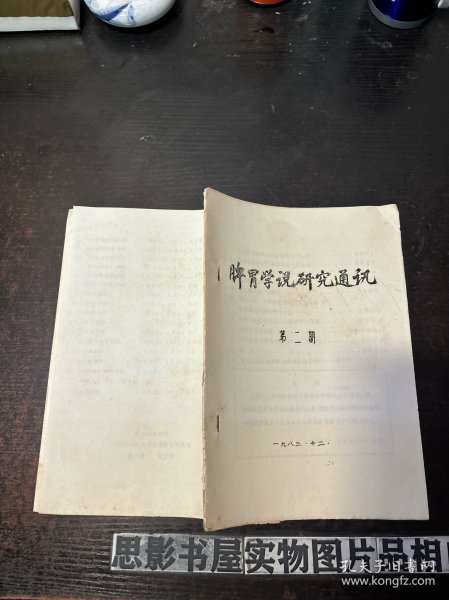 脾胃学说研究通讯
第二期
一九八三·十二·
思影书屋实物图片品相
孔夫子旧书网
www.kongfz.com